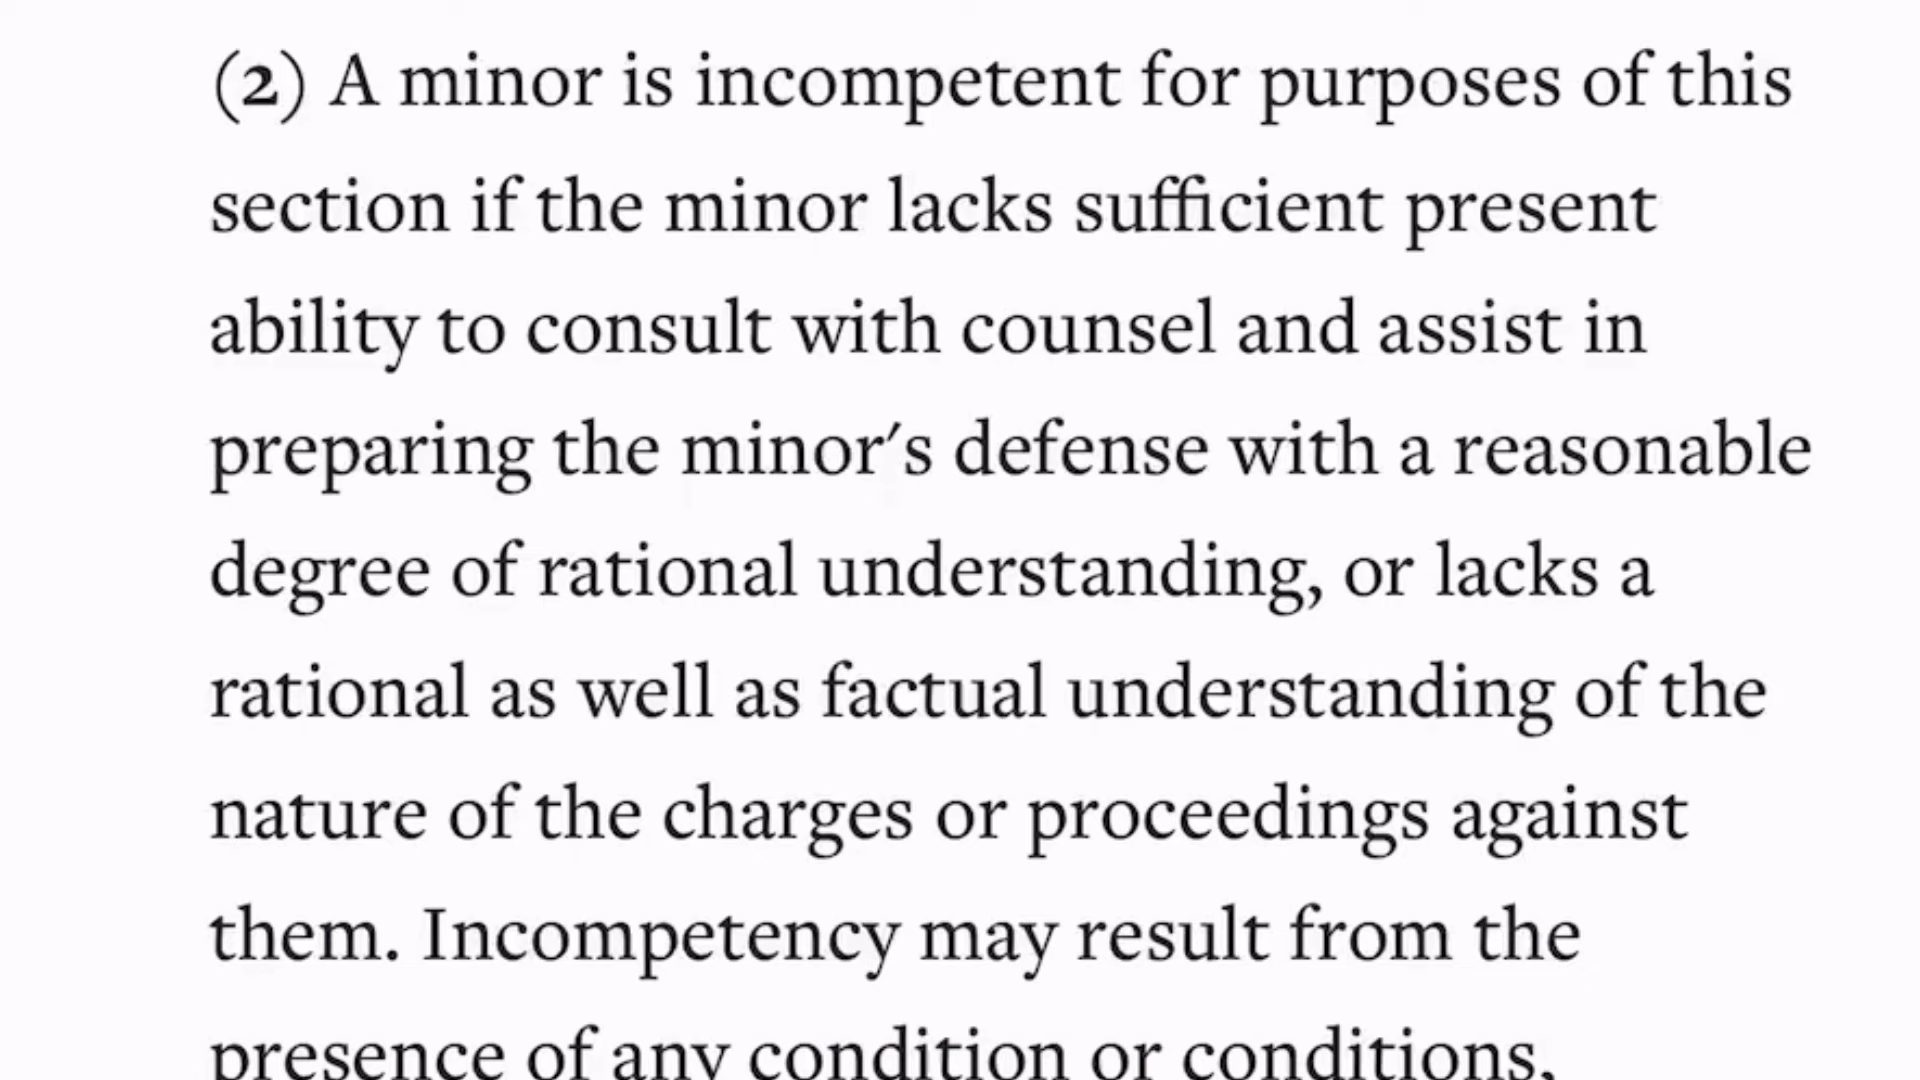 (2) A minor is incompetent for purposes of this
section if the minor lacks sufficient present
ability to consult with counsel and assist in
preparing the minor's defense with a reasonable
degree of rational understanding, or lacks a
rational as well as factual understanding of the
nature of the charges or proceedings against
them. Incompetency may result from the
presence of any condition or conditions,